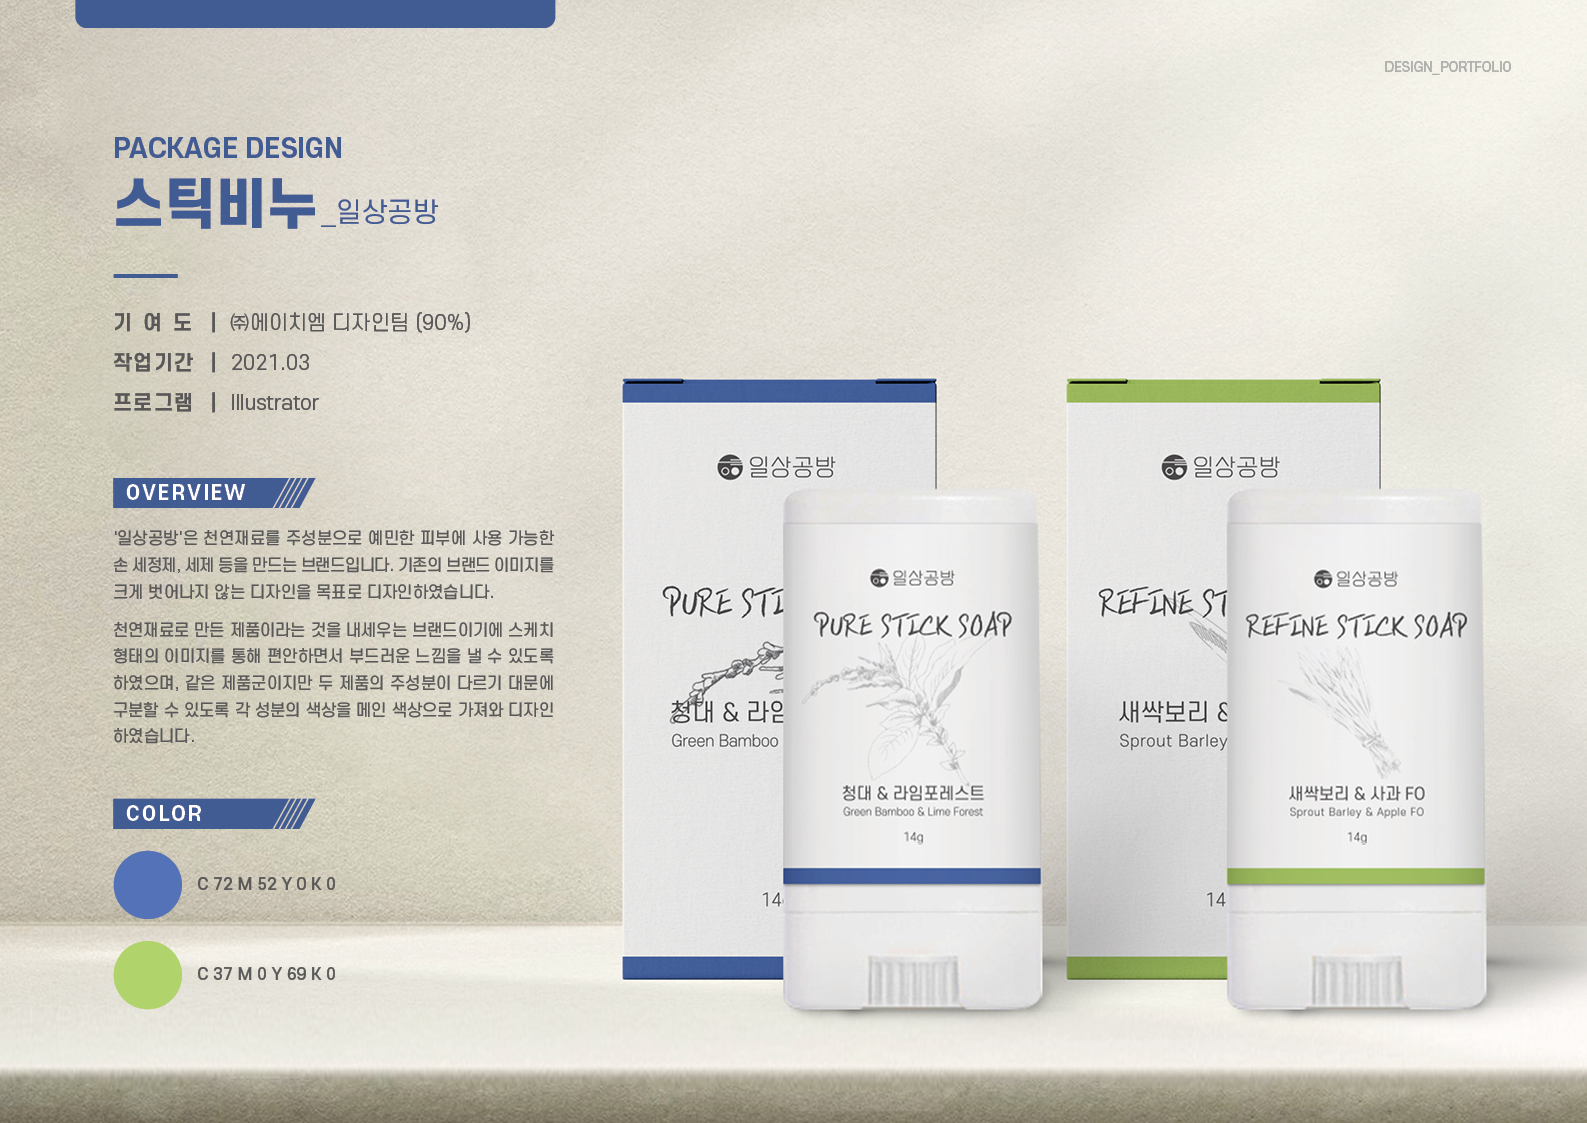 DESIGN_PORTFOLIO
PACKAGE DESIGN
스틱비누_일상공방
기 여 도 | ㈜에이치엠 디자인팀 (90%)
작업기간 | 2021.03
프로그램 | Illustrator
OVERVIEW
'일상공방'은 천연재료를 주성분으로 예민한 피부에 사용 가능한
손 세정제, 세제 등을 만드는 브랜드입니다. 기존의 브랜드 이미지를
크게 벗어나지 않는 디자인을 목표로 디자인하였습니다.
천연재료로 만든 제품이라는 것을 내세우는 브랜드이기에 스케치
형태의 이미지를 통해 편안하면서 부드러운 느낌을 낼 수 있도록
하였으며, 같은 제품군이지만 두 제품의 주성분이 다르기 대문에
구분할 수 있도록 각 성분의 색상을 메인 색상으로 가져와 디자인
하였습니다.
COLOR
C 72 M 52 Y 0 K 0
C 37 M 0 Y 69 K 0
일상공방
PURE STI
청대 & 라임
Green Bamboo
14
일상공방
PURE STICK SOAP
청대 & 라임포레스트
Green Bamboo & Lime Forest
14g
일상공방
REFINE ST
새싹보리 &
Sprout Barley
14
일상공방
REFINE STICK SOAP
새싹보리 & 사과 FO
Sprout Barley & Apple FO
14g